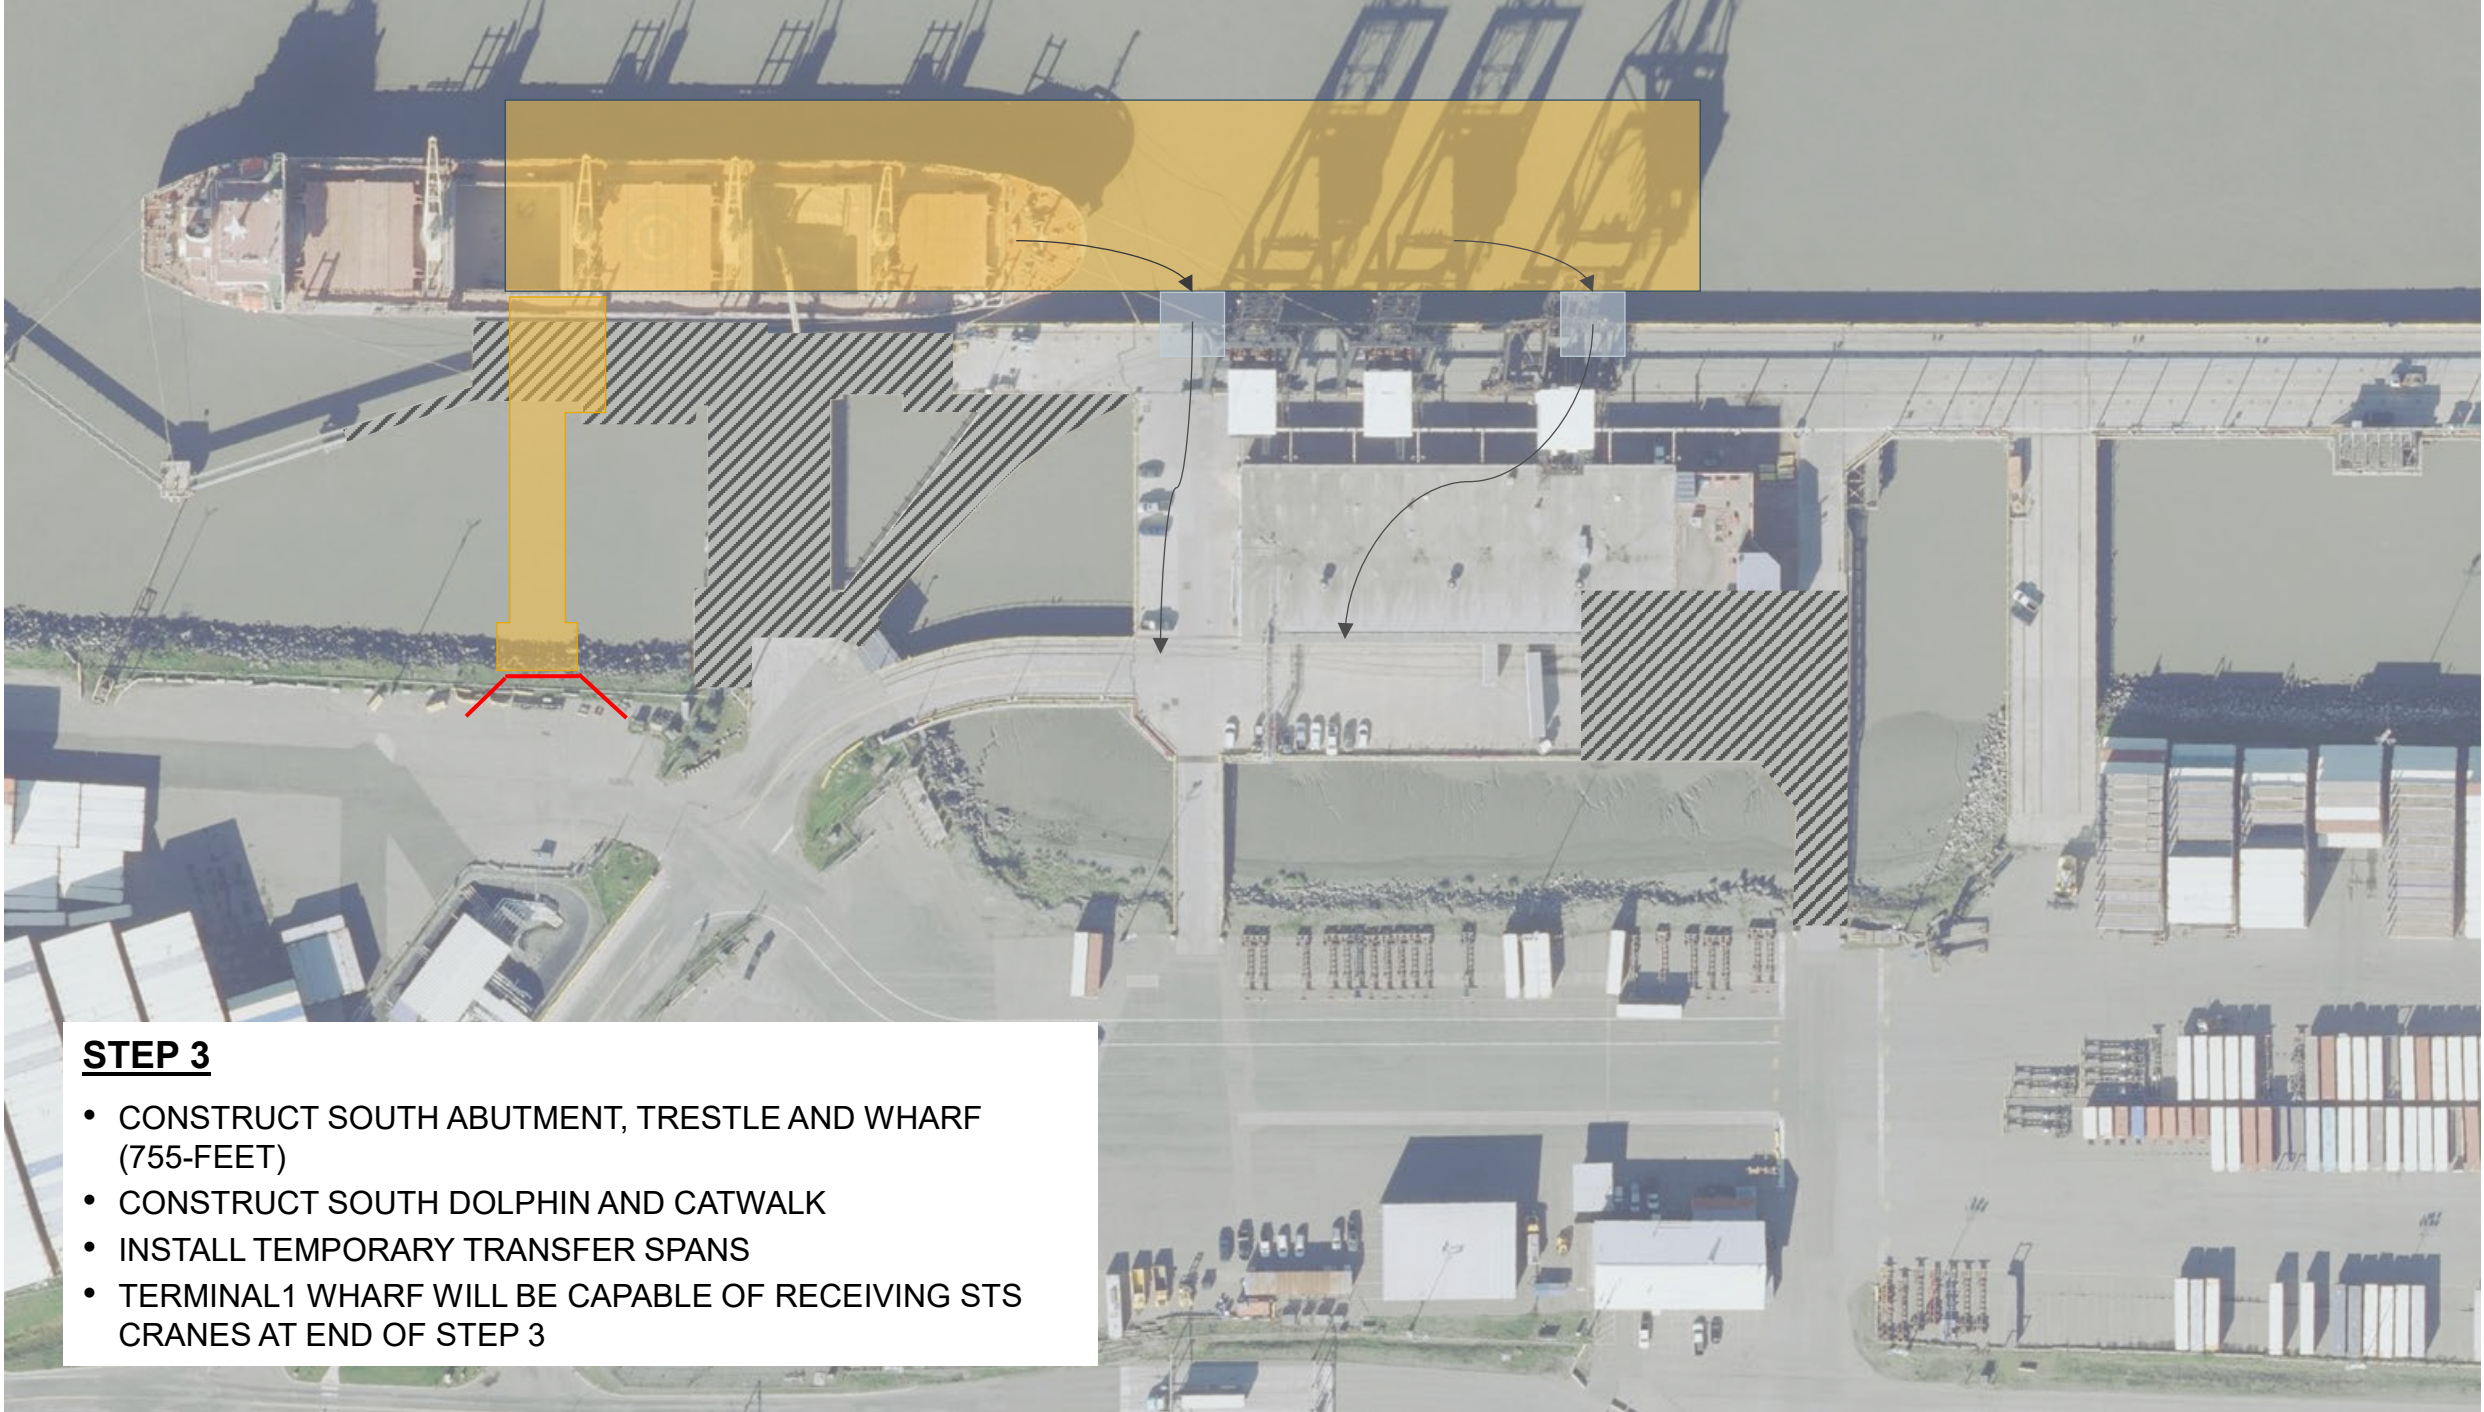 STEP 3
• CONSTRUCT SOUTH ABUTMENT, TRESTLE AND WHARF
(755-FEET)
• CONSTRUCT SOUTH DOLPHIN AND CATWALK
• INSTALL TEMPORARY TRANSFER SPANS
• TERMINAL1 WHARF WILL BE CAPABLE OF RECEIVING STS
CRANES AT END OF STEP 3